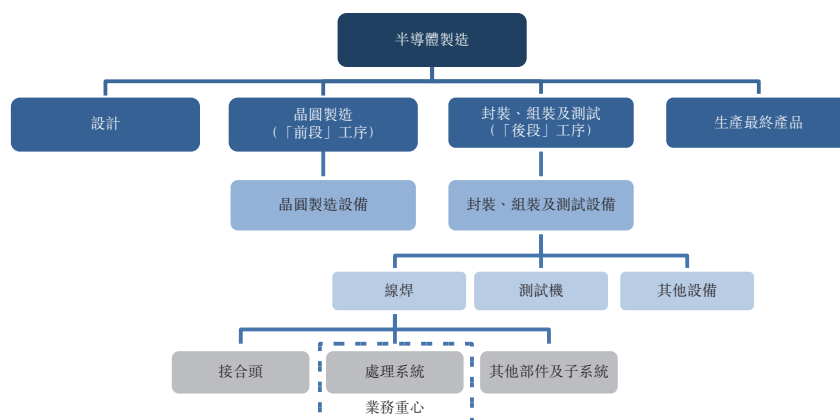 半導體製造
設計
晶圓製造
(「前段」工序)
封裝、組裝及測試
(「後段」工序)
生產最終產品
晶圓製造設備
封裝、組裝及測試設備
線焊
測試機
其他設備
接合頭
處理系統
其他部件及子系統
業務重心